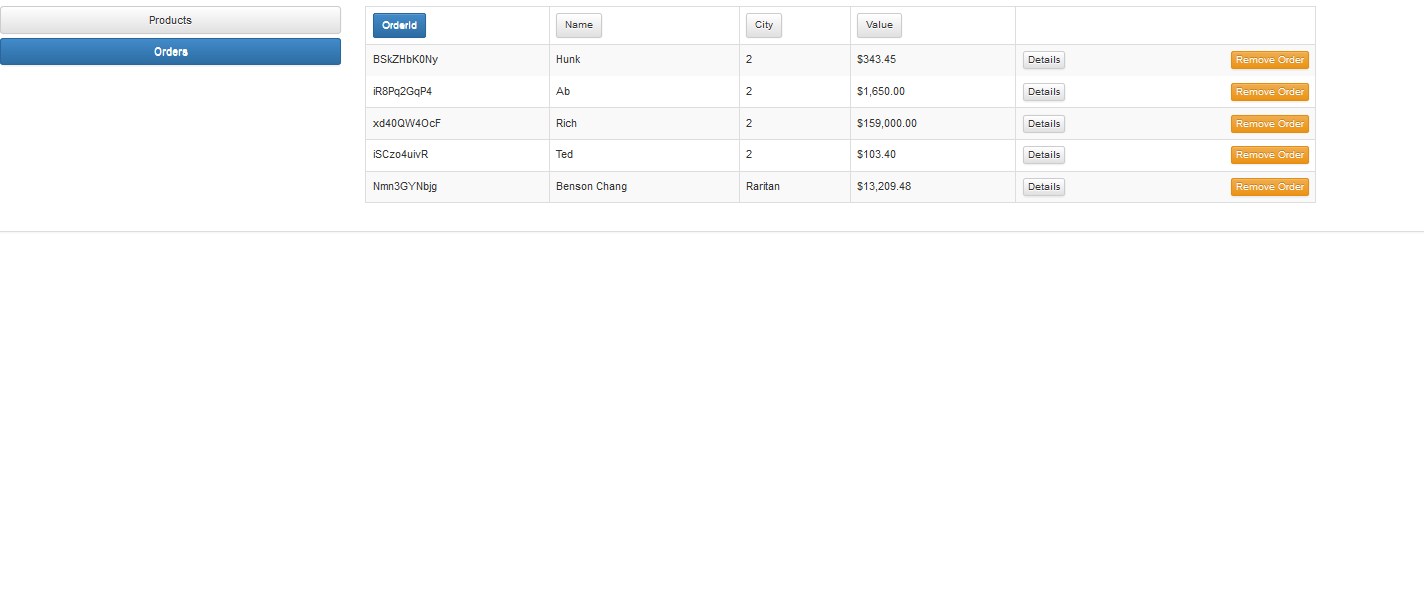 Products
Orders
OrderId Name City Value
BSkZHbK0Ny Hunk 2 $343.45 Details Remove Order
iR8Pq2GqP4 Ab 2 $1,650.00 Details Remove Order
xd40QW4OcF Rich 2 $159,000.00 Details Remove Order
iSCzo4uivR Ted 2 $103.40 Details Remove Order
Nmn3GYNbjg Benson Chang Raritan $13,209.48 Details Remove Order